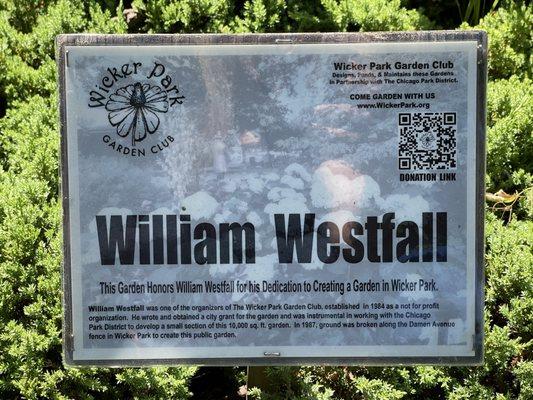 Wicker Park
GARDEN CLUB
Wicker Park Garden Club
Designs, Funds, & Maintains these Gardens
in Partnership with The Chicago Park District.
COME GARDEN WITH US
www.WickerPark.org
DONATION LINK
William Westfall
This Garden Honors William Westfall for his Dedication to Creating a Garden in Wicker Park.
William Westfall was one of the organizers of The Wicker Park Garden Club, established in 1984 as a not for profit
organization. He wrote and obtained a city grant for the garden and was instrumental in working with the Chicago
Park District to develop a small section of this 10,000 sq. ft. garden. In 1987, ground was broken along the Damen Avenue
fence in Wicker Park to create this public garden.